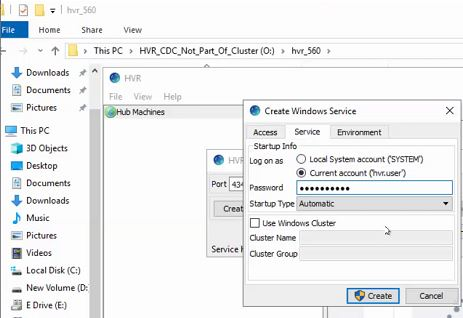 hvr_560
File
Home
Share
View
This PC
HVR_CDC_Not_Part_Of_Cluster (O:)
hvr_560
Downloads
Documents
Pictures
This PC
3D Objects
Desktop
Documents
Downloads
Music
Pictures
Videos
Local Disk (C:)
New Volume (D:)
E Drive (E:)
HVR
File View Help
Hub Machines
HVR
Port
Service
Create Windows Service
Access Service Environment
Startup Info
Log on as Local System account ('SYSTEM')
Current account ('hvr.user')
Password ●●●●●●●●●●
Startup Type Automatic
Use Windows Cluster
Cluster Name
Cluster Group
Create Cancel